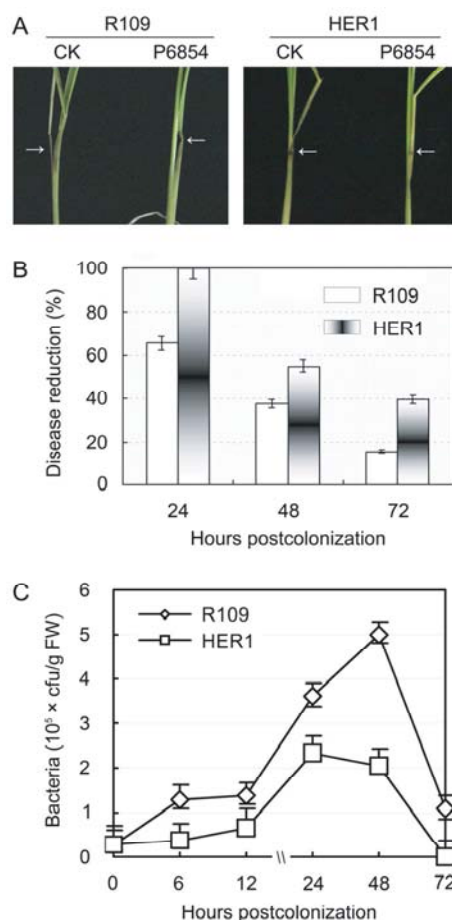 A
R109 HER1
CK P6854 CK P6854
B
Disease reduction (%)
100
80
60
40
20
0
R109
HER1
24 48 72
Hours postcolonization
C
Bacteria (10⁵ × cfu/g FW)
6
5
4
3
2
1
0
R109
HER1
0 6 12 24 48 72
Hours postcolonization